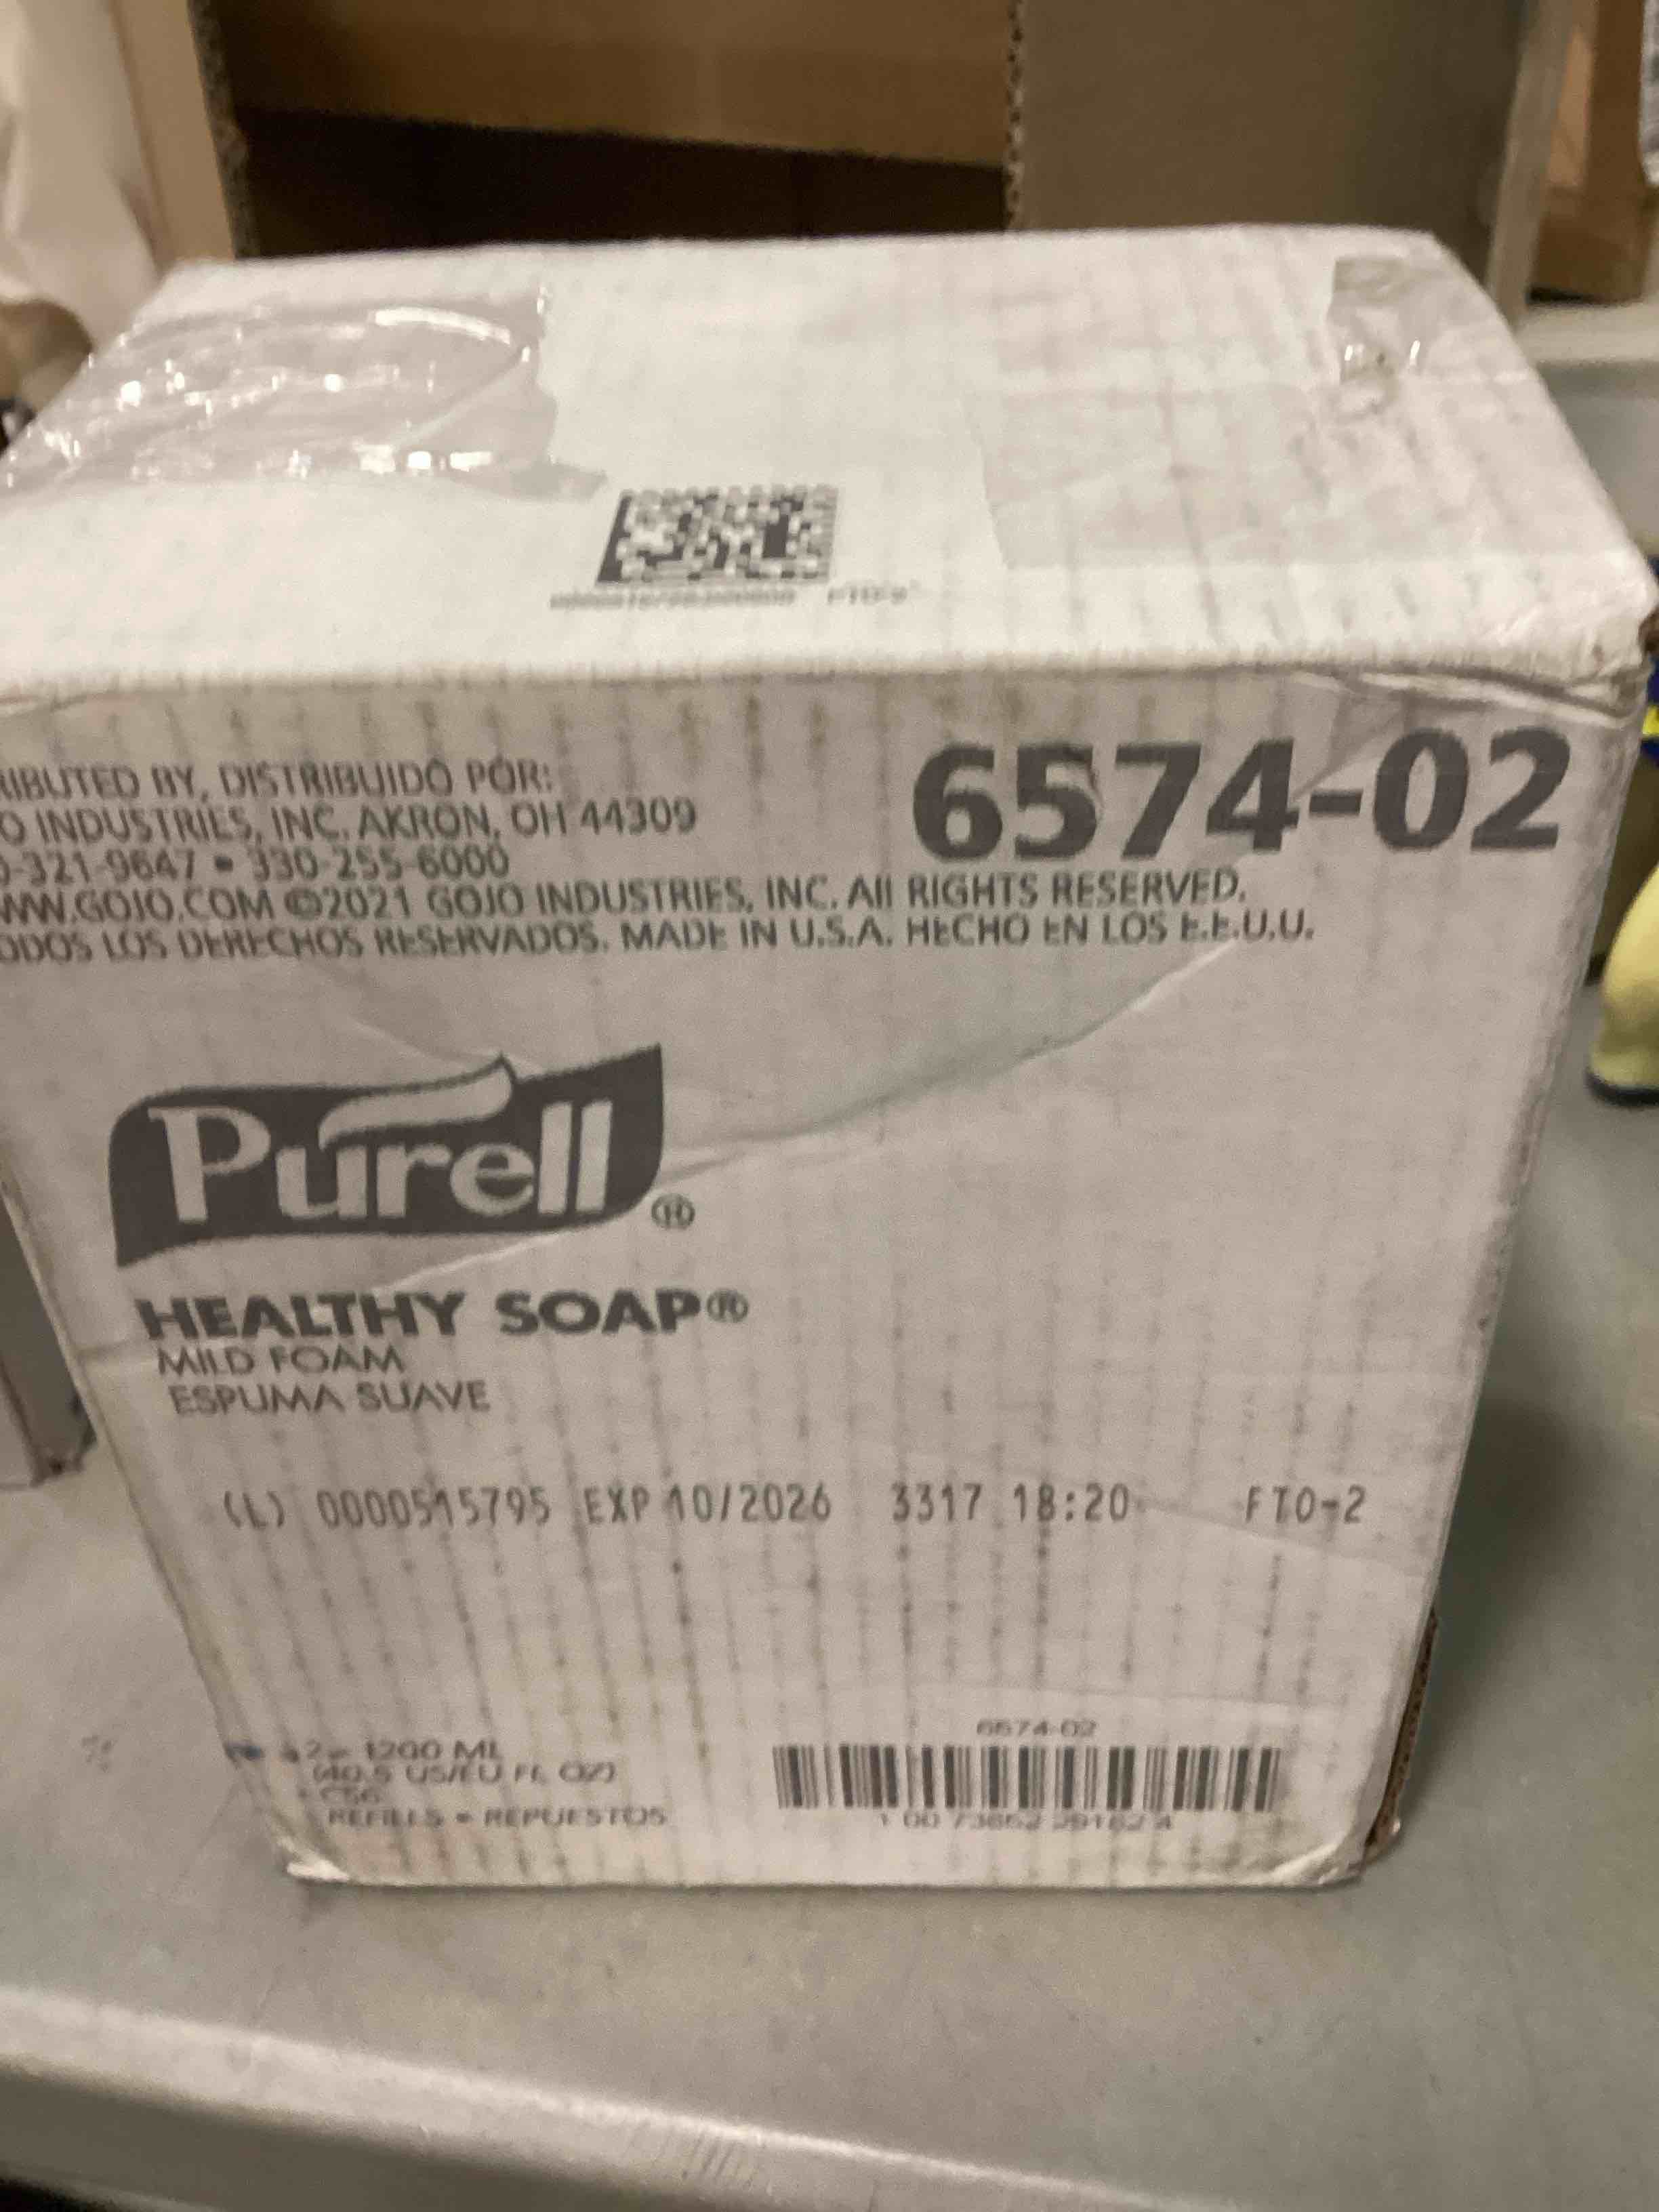 RIBUTED BY, DISTRIBUIDO POR:
O INDUSTRIES, INC. AKRON, OH 44309
0-321-9647 • 330-255-6000
WW.GOJO.COM ©2021 GOJO INDUSTRIES, INC. All RIGHTS RESERVED.
ODOS LOS DERECHOS RESERVADOS. MADE IN U.S.A. HECHO EN LOS E.E.U.U.
6574-02
Purell®
HEALTHY SOAP®
MILD FOAM
ESPUMA SUAVE
(L) 0000515795 EXP 10/2026 3317 18:20 FTO-2
2 - 1200 ML
(40.5 US/EU FL OZ)
REFILLS • REPUESTOS
6574-02